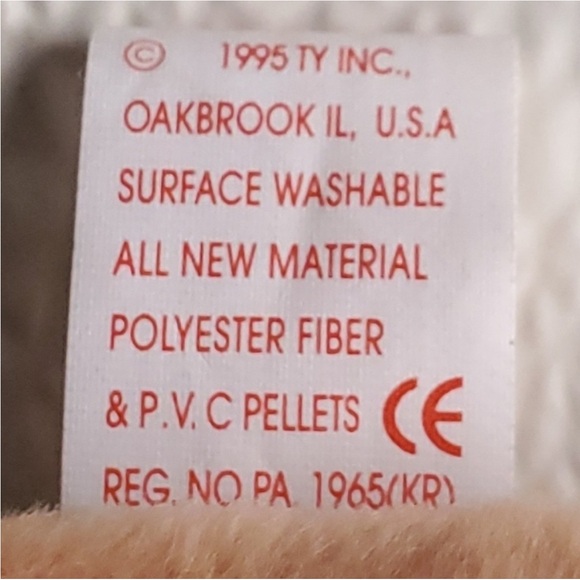 © 1995 TY INC.,
OAKBROOK IL, U.S.A
SURFACE WASHABLE
ALL NEW MATERIAL
POLYESTER FIBER
& P.V.C PELLETS CE
REG. NO PA. 1965(KR)